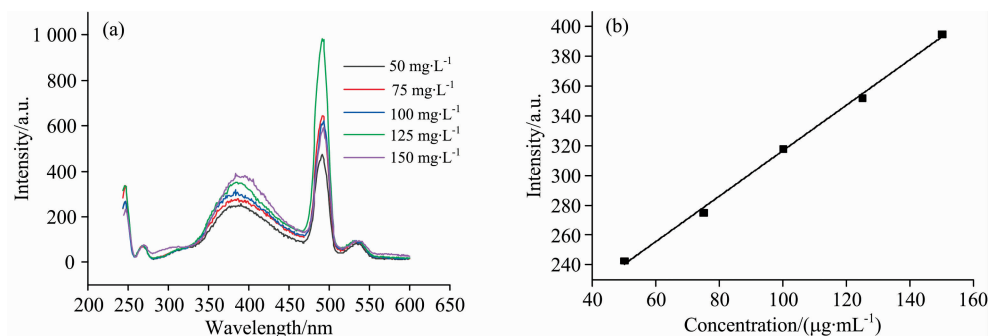 (a)
1 000
800
600
400
200
0
Intensity/a.u.
50 mg·L⁻¹
75 mg·L⁻¹
100 mg·L⁻¹
125 mg·L⁻¹
150 mg·L⁻¹
200 250 300 350 400 450 500 550 600 650
Wavelength/nm
(b)
400
380
360
340
320
300
280
260
240
Intensity/a.u.
40 60 80 100 120 140 160
Concentration/(μg·mL⁻¹)